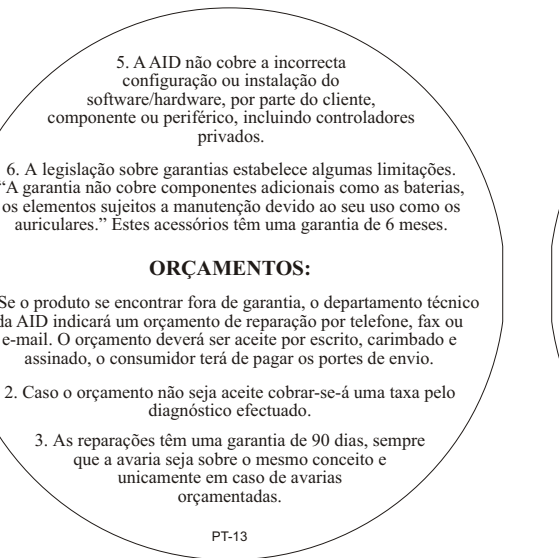 5. A AID não cobre a incorrecta
configuração ou instalação do
software/hardware, por parte do cliente,
componente ou periférico, incluindo controladores
privados.
6. A legislação sobre garantias estabelece algumas limitações.
“A garantia não cobre componentes adicionais como as baterias,
os elementos sujeitos a manutenção devido ao seu uso como os
auriculares.” Estes acessórios têm uma garantia de 6 meses.
ORÇAMENTOS:
Se o produto se encontrar fora de garantia, o departamento técnico
da AID indicará um orçamento de reparação por telefone, fax ou
e-mail. O orçamento deverá ser aceite por escrito, carimbado e
assinado, o consumidor terá de pagar os portes de envio.
2. Caso o orçamento não seja aceite cobrar-se-á uma taxa pelo
diagnóstico efectuado.
3. As reparações têm uma garantia de 90 dias, sempre
que a avaria seja sobre o mesmo conceito e
unicamente em caso de avarias
orçamentadas.
PT-13